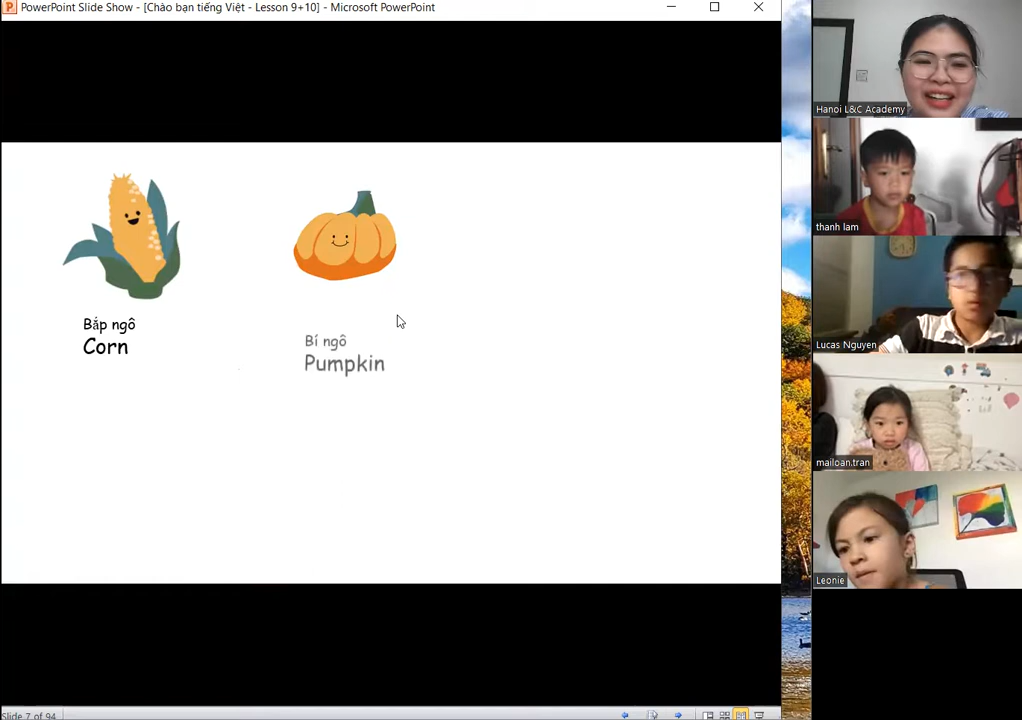 PowerPoint Slide Show - [Chào bạn tiếng Việt - Lesson 9+10] - Microsoft PowerPoint
Bắp ngô
Corn
Bí ngô
Pumpkin
Slide 7 of 94
Hanoi L&C Academy
thanh lam
Lucas Nguyen
mailoan.tran
Leonie